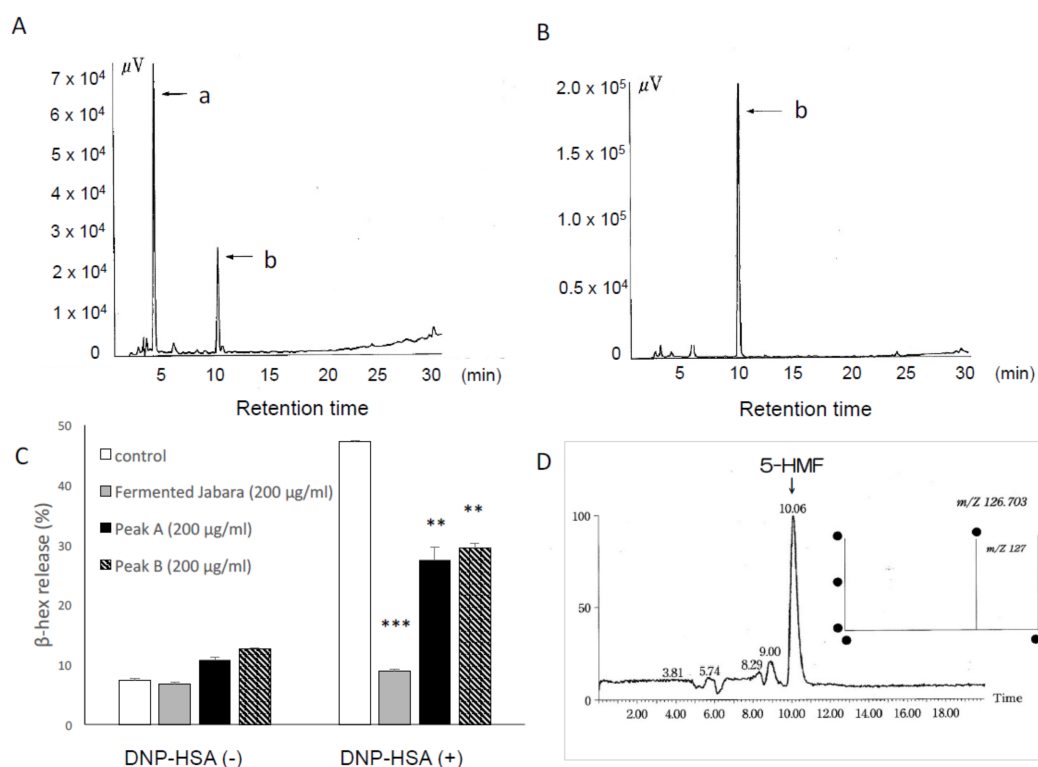 A
μV
7 x 10⁴
6 x 10⁴
5 x 10⁴
4 x 10⁴
3 x 10⁴
2 x 10⁴
1 x 10⁴
0
a
b
5 10 15 20 25 30 (min)
Retention time
B
μV
2.0 x 10⁵
1.5 x 10⁵
1.0 x 10⁵
0.5 x 10⁴
0
b
5 10 15 20 25 30 (min)
Retention time
C
β-hex release (%)
50
40
30
20
10
0
control
Fermented Jabara (200 μg/ml)
Peak A (200 μg/ml)
Peak B (200 μg/ml)
***
**
**
DNP-HSA (-) DNP-HSA (+)
D
5-HMF
10.06
m/Z 126.703
m/Z 127
100
50
0.00
3.81
5.74
8.29
9.00
Time
2.00 4.00 6.00 8.00 10.00 12.00 14.00 16.00 18.00